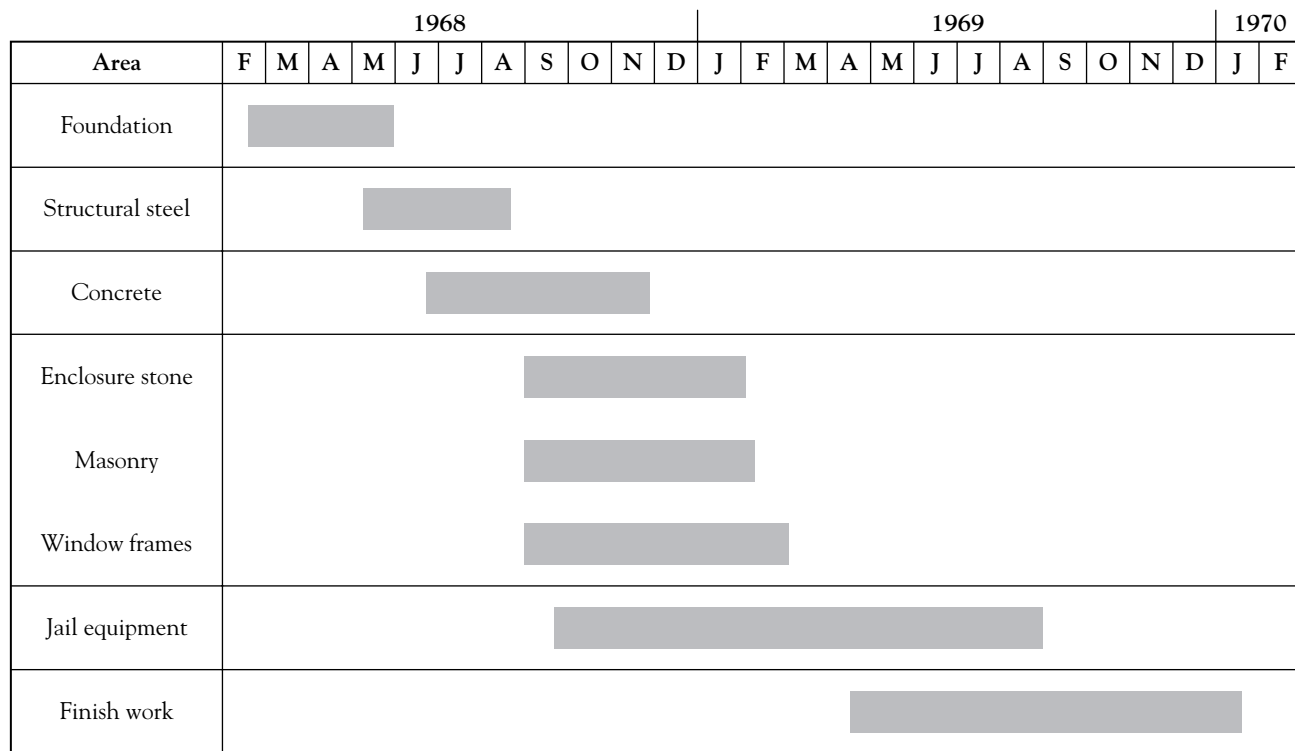 1968 1969 1970
Area F M A M J J A S O N D J F M A M J J A S O N D J F
Foundation
Structural steel
Concrete
Enclosure stone
Masonry
Window frames
Jail equipment
Finish work